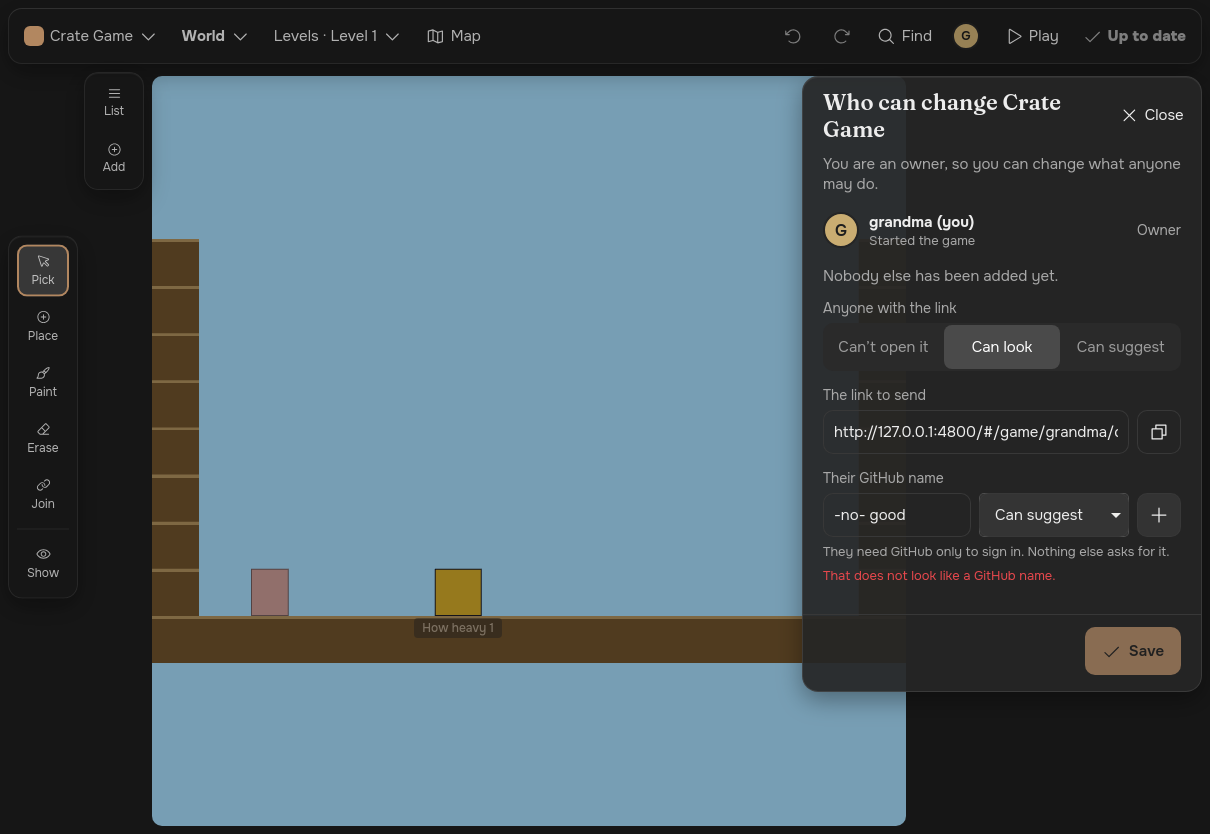 Crate Game
World
Levels · Level 1
Map
Find
G
Play
Up to date
List
Add
Pick
Place
Paint
Erase
Join
Show
How heavy 1
Who can change Crate
Game
Close
You are an owner, so you can change what anyone
may do.
G
grandma (you)
Started the game
Owner
Nobody else has been added yet.
Anyone with the link
Can't open it
Can look
Can suggest
The link to send
http://127.0.0.1:4800/#/game/grandma/
Their GitHub name
-no- good
Can suggest
They need GitHub only to sign in. Nothing else asks for it.
That does not look like a GitHub name.
Save